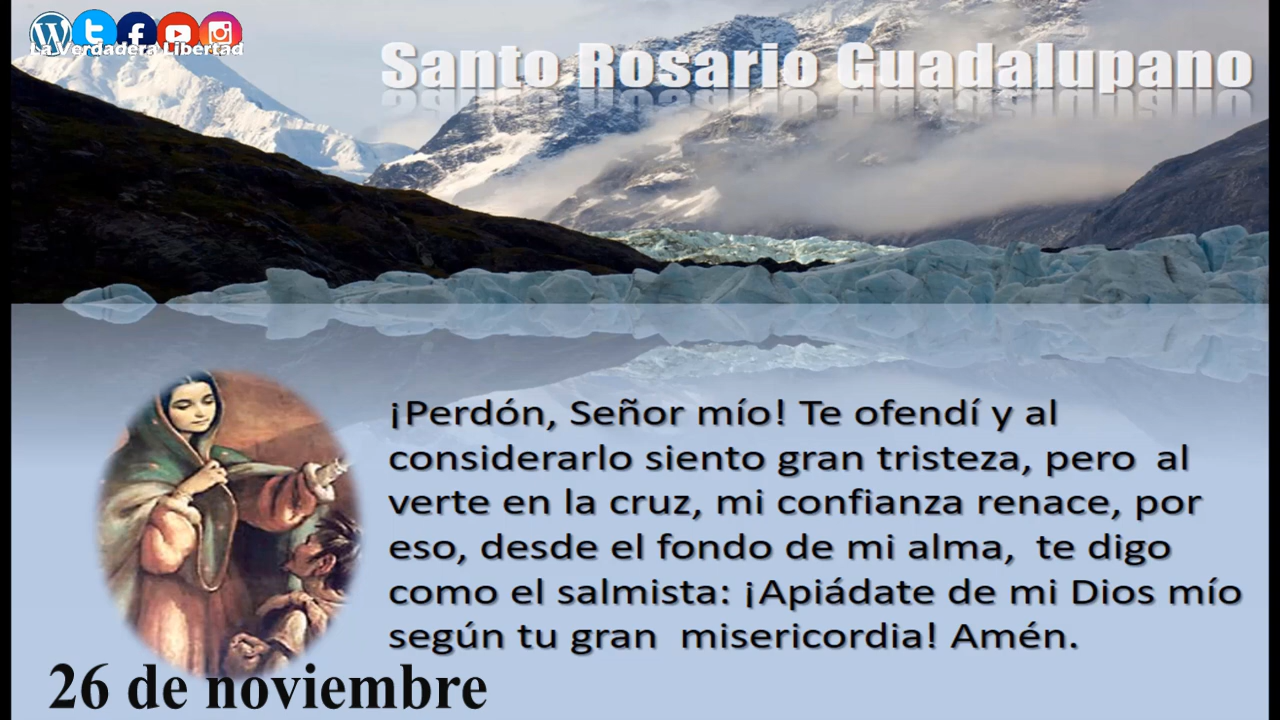 La Verdadera Libertad
Santo Rosario Guadalupano
¡Perdón, Señor mío! Te ofendí y al
considerarlo siento gran tristeza, pero al
verte en la cruz, mi confianza renace, por
eso, desde el fondo de mi alma, te digo
como el salmista: ¡Apiádate de mi Dios mío
según tu gran misericordia! Amén.
26 de noviembre